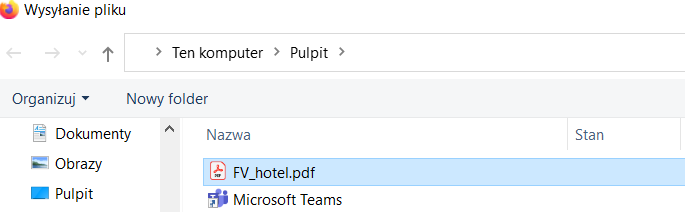 Wysyłanie pliku
Ten komputer Pulpit
Organizuj Nowy folder
Dokumenty
Obrazy
Pulpit
Nazwa Stan
FV_hotel.pdf
Microsoft Teams